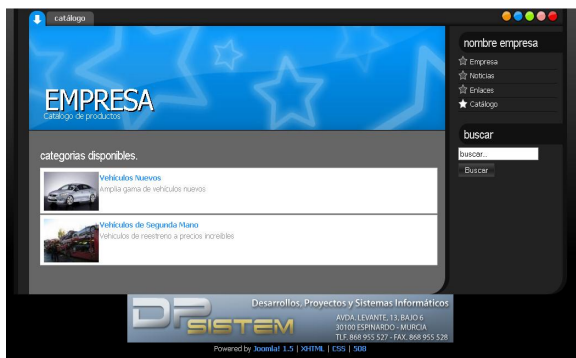 catálogo
nombre empresa
Empresa
Noticias
Enlaces
Catálogo
EMPRESA
Catálogo de productos
buscar
buscar...
Buscar
categorias disponibles.
Vehículos Nuevos
Amplia gama de vehículos nuevos
Vehículos de Segunda Mano
Vehículos de reestreno a precios increíbles
DP SISTEM
Desarrollos, Proyectos y Sistemas Informáticos
AVDA. LEVANTE, 13, BAJO 6
30100 ESPINARDO - MURCIA
TLF. 868 955 527 - FAX. 868 955 528
Powered by Joomla! 1.5 | XHTML | CSS | 508